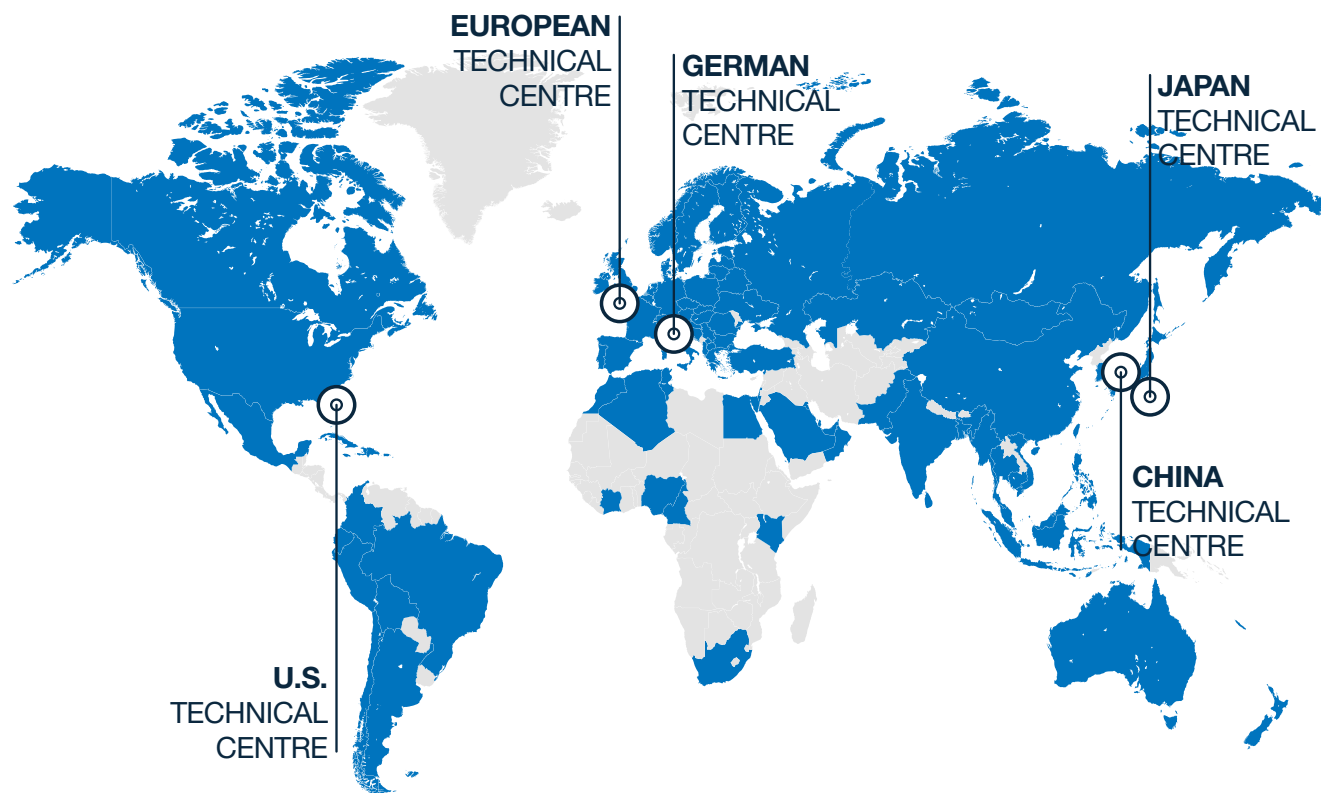 EUROPEAN
TECHNICAL
CENTRE
GERMAN
TECHNICAL
CENTRE
JAPAN
TECHNICAL
CENTRE
CHINA
TECHNICAL
CENTRE
U.S.
TECHNICAL
CENTRE